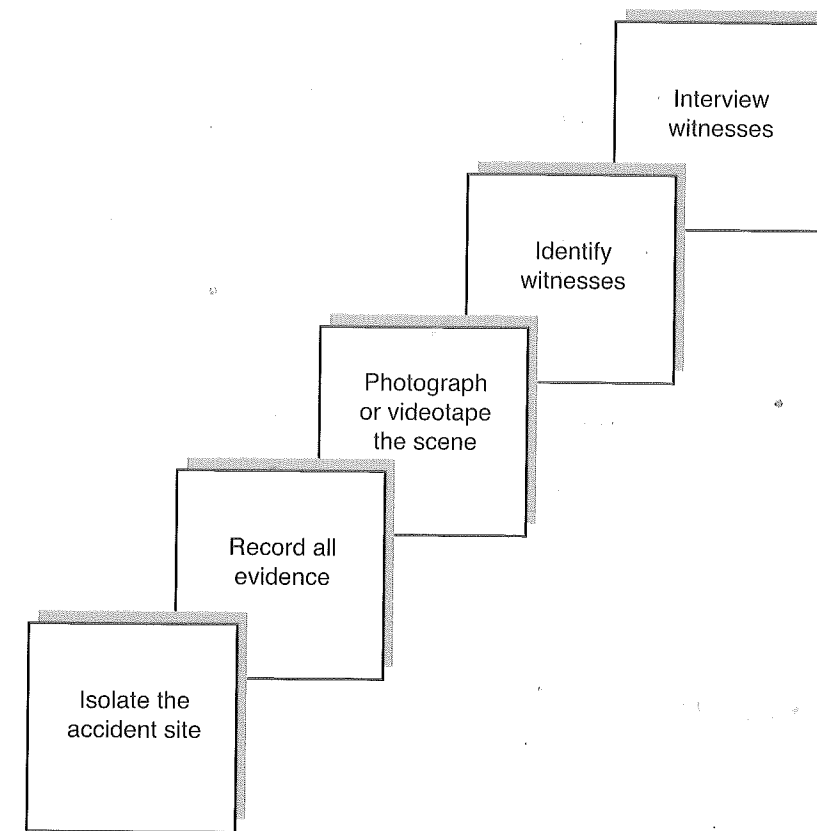 Interview
witnesses
Identify
witnesses
Photograph
or videotape
the scene
Record all
evidence
Isolate the
accident site